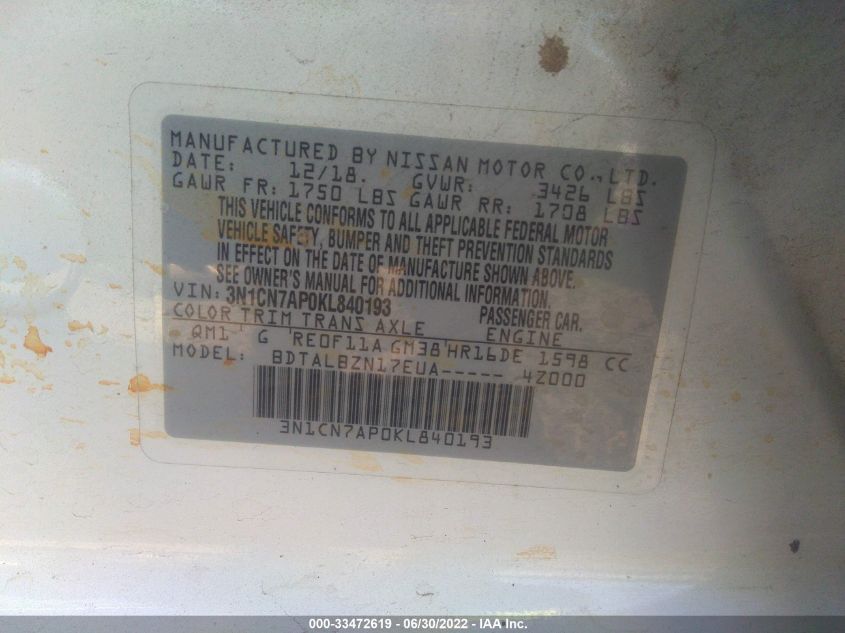 MANUFACTURED BY NISSAN MOTOR CO., LTD.
DATE: 12/18. GVWR: 3426 LBS
GAWR FR: 1750 LBS GAWR RR: 1708 LBS
THIS VEHICLE CONFORMS TO ALL APPLICABLE FEDERAL MOTOR
VEHICLE SAFETY, BUMPER AND THEFT PREVENTION STANDARDS
IN EFFECT ON THE DATE OF MANUFACTURE SHOWN ABOVE.
SEE OWNER'S MANUAL FOR ADDITIONAL INFORMATION.
VIN: 3N1CN7AP0KL840193 PASSENGER CAR.
COLOR TRIM TRANS AXLE ENGINE
QM1 G RE0F11A GM38 HR16DE 1598 CC
MODEL: BDTALBZN17EUA----- 4Z000
3N1CN7AP0KL840193
000-33472619 - 06/30/2022 - IAA Inc.